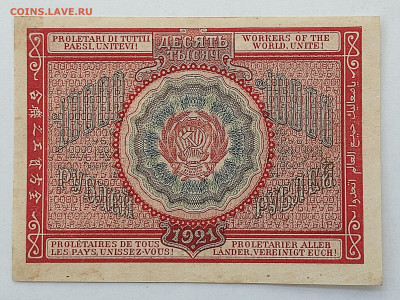 COINS.LAVE.RU
PROLETARI DI TUTTI I
PAESI, UNITEVI!
ДЕСЯТЬ
ТЫСЯЧ
WORKERS OF
THE WORLD, UNITE!
10000
10000
РУБЛЕЙ
РУБЛЕЙ
1921
PROLÉTAIRES DE TOUS
LES PAYS, UNISSEZ-VOUS!
PROLETARIER ALLER
LÄNDER, VEREINIGT EUCH!